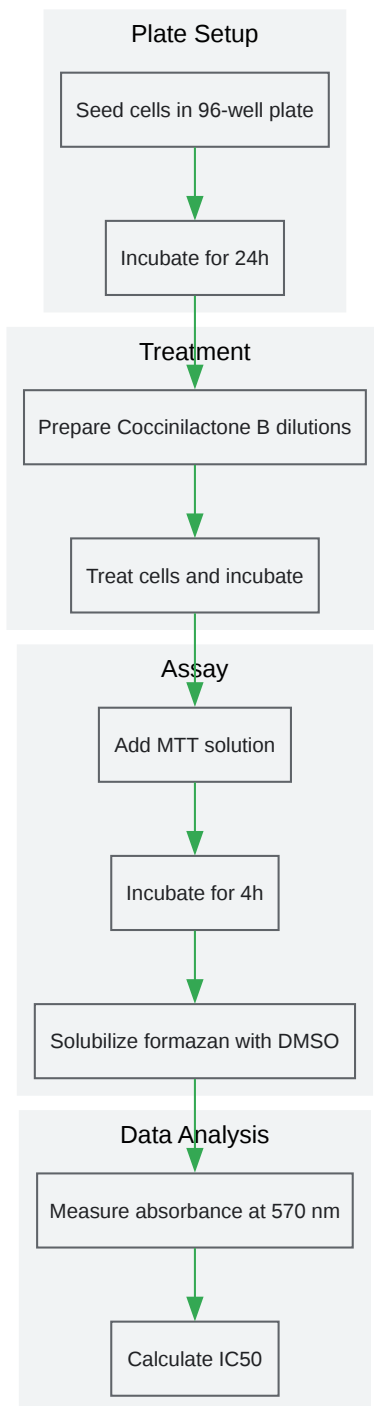 Plate Setup
Seed cells in 96-well plate
Incubate for 24h
Treatment
Prepare Coccinilactone B dilutions
Treat cells and incubate
Assay
Add MTT solution
Incubate for 4h
Solubilize formazan with DMSO
Data Analysis
Measure absorbance at 570 nm
Calculate IC50